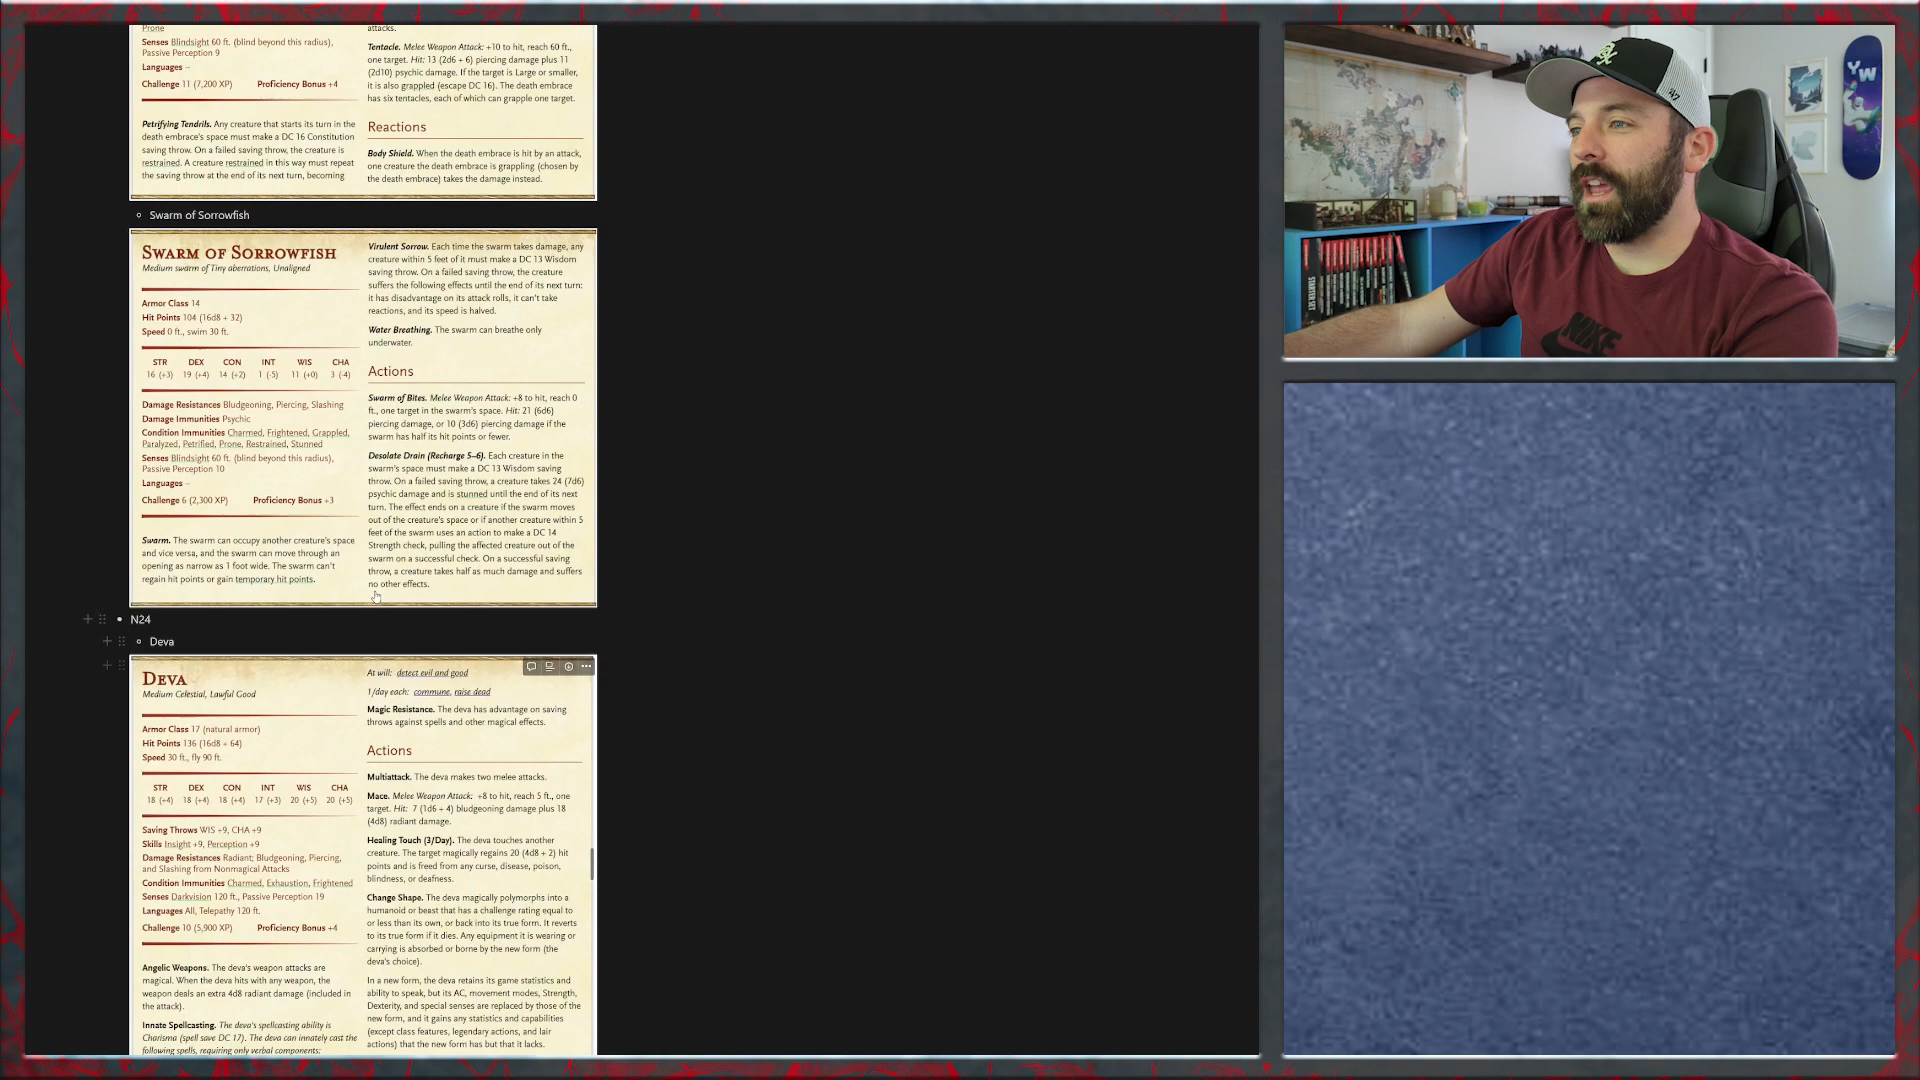 Prone
Senses Blindsight 60 ft. (blind beyond this radius),
Passive Perception 9
Languages –
Challenge 11 (7,200 XP) Proficiency Bonus +4
Petrifying Tendrils. Any creature that starts its turn in the
death embrace's space must make a DC 16 Constitution
saving throw. On a failed saving throw, the creature is
restrained. A creature restrained in this way must repeat
the saving throw at the end of its next turn, becoming
attacks.
Tentacle. Melee Weapon Attack: +10 to hit, reach 60 ft.,
one target. Hit: 13 (2d6 + 6) piercing damage plus 11
(2d10) psychic damage. If the target is Large or smaller,
it is also grappled (escape DC 16). The death embrace
has six tentacles, each of which can grapple one target.
Reactions
Body Shield. When the death embrace is hit by an attack,
one creature the death embrace is grappling (chosen by
the death embrace) takes the damage instead.
Swarm of Sorrowfish
Swarm of Sorrowfish
Medium swarm of Tiny aberrations, Unaligned
Armor Class 14
Hit Points 104 (16d8 + 32)
Speed 0 ft., swim 30 ft.
STR DEX CON INT WIS CHA
16 (+3) 19 (+4) 14 (+2) 1 (-5) 11 (+0) 3 (-4)
Damage Resistances Bludgeoning, Piercing, Slashing
Damage Immunities Psychic
Condition Immunities Charmed, Frightened, Grappled,
Paralyzed, Petrified, Prone, Restrained, Stunned
Senses Blindsight 60 ft. (blind beyond this radius),
Passive Perception 10
Languages –
Challenge 6 (2,300 XP) Proficiency Bonus +3
Swarm. The swarm can occupy another creature's space
and vice versa, and the swarm can move through an
opening as narrow as 1 foot wide. The swarm can't
regain hit points or gain temporary hit points.
Virulent Sorrow. Each time the swarm takes damage, any
creature within 5 feet of it must make a DC 13 Wisdom
saving throw. On a failed saving throw, the creature
suffers the following effects until the end of its next turn:
it has disadvantage on its attack rolls, it can't take
reactions, and its speed is halved.
Water Breathing. The swarm can breathe only
underwater.
Actions
Swarm of Bites. Melee Weapon Attack: +8 to hit, reach 0
ft., one target in the swarm's space. Hit: 21 (6d6)
piercing damage, or 10 (3d6) piercing damage if the
swarm has half its hit points or fewer.
Desolate Drain (Recharge 5–6). Each creature in the
swarm's space must make a DC 13 Wisdom saving
throw. On a failed saving throw, a creature takes 24 (7d6)
psychic damage and is stunned until the end of its next
turn. The effect ends on a creature if the swarm moves
out of the creature's space or if another creature within 5
feet of the swarm uses an action to make a DC 14
Strength check, pulling the affected creature out of the
swarm on a successful check. On a successful saving
throw, a creature takes half as much damage and suffers
no other effects.
N24
Deva
Deva
Medium Celestial, Lawful Good
Armor Class 17 (natural armor)
Hit Points 136 (16d8 + 64)
Speed 30 ft., fly 90 ft.
STR DEX CON INT WIS CHA
18 (+4) 18 (+4) 18 (+4) 17 (+3) 20 (+5) 20 (+5)
Saving Throws WIS +9, CHA +9
Skills Insight +9, Perception +9
Damage Resistances Radiant; Bludgeoning, Piercing,
and Slashing from Nonmagical Attacks
Condition Immunities Charmed, Exhaustion, Frightened
Senses Darkvision 120 ft., Passive Perception 19
Languages All, Telepathy 120 ft.
Challenge 10 (5,900 XP) Proficiency Bonus +4
Angelic Weapons. The deva's weapon attacks are
magical. When the deva hits with any weapon, the
weapon deals an extra 4d8 radiant damage (included in
the attack).
Innate Spellcasting. The deva's spellcasting ability is
Charisma (spell save DC 17). The deva can innately cast the
following spells, requiring only verbal components:
At will: detect evil and good
1/day each: commune, raise dead
Magic Resistance. The deva has advantage on saving
throws against spells and other magical effects.
Actions
Multiattack. The deva makes two melee attacks.
Mace. Melee Weapon Attack: +8 to hit, reach 5 ft., one
target. Hit: 7 (1d6 + 4) bludgeoning damage plus 18
(4d8) radiant damage.
Healing Touch (3/Day). The deva touches another
creature. The target magically regains 20 (4d8 + 2) hit
points and is freed from any curse, disease, poison,
blindness, or deafness.
Change Shape. The deva magically polymorphs into a
humanoid or beast that has a challenge rating equal to
or less than its own, or back into its true form. It reverts
to its true form if it dies. Any equipment it is wearing or
carrying is absorbed or borne by the new form (the
deva's choice).
In a new form, the deva retains its game statistics and
ability to speak, but its AC, movement modes, Strength,
Dexterity, and special senses are replaced by those of the
new form, and it gains any statistics and capabilities
(except class features, legendary actions, and lair
actions) that the new form has but that it lacks.
YW
47
NIKE
STARTER SET